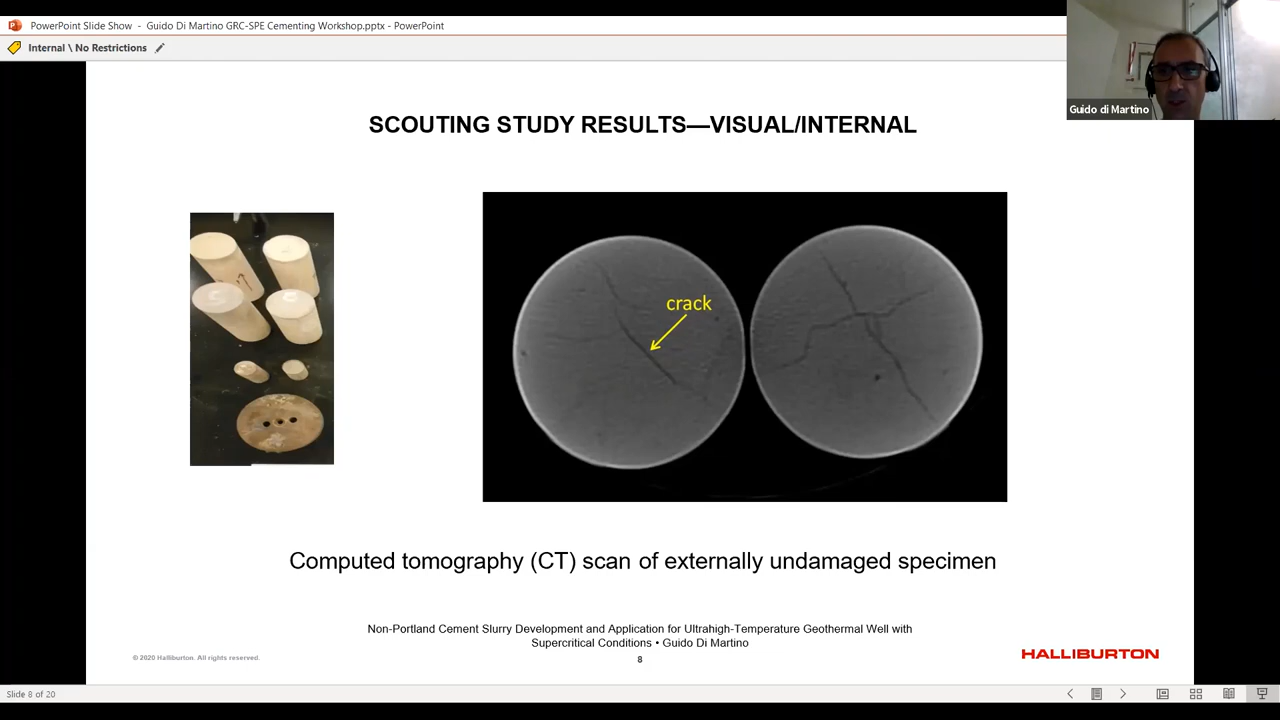 PowerPoint Slide Show - Guido Di Martino GRC-SPE Cementing Workshop.pptx - PowerPoint
Internal \ No Restrictions
Guido di Martino
SCOUTING STUDY RESULTS—VISUAL/INTERNAL
crack
Computed tomography (CT) scan of externally undamaged specimen
Non-Portland Cement Slurry Development and Application for Ultrahigh-Temperature Geothermal Well with
Supercritical Conditions • Guido Di Martino
© 2020 Halliburton. All rights reserved.
8
HALLIBURTON
Slide 8 of 20